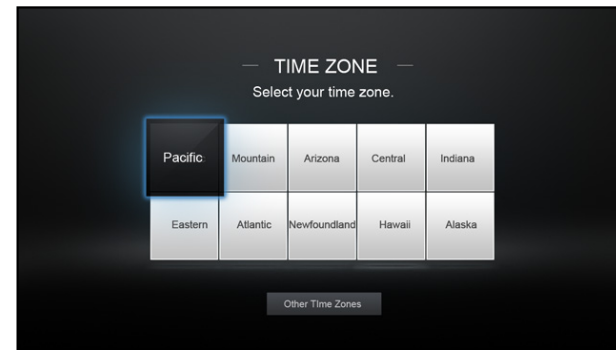 TIME ZONE
Select your time zone.
Pacific Mountain Arizona Central Indiana
Eastern Atlantic Newfoundland Hawaii Alaska
Other TIme Zones